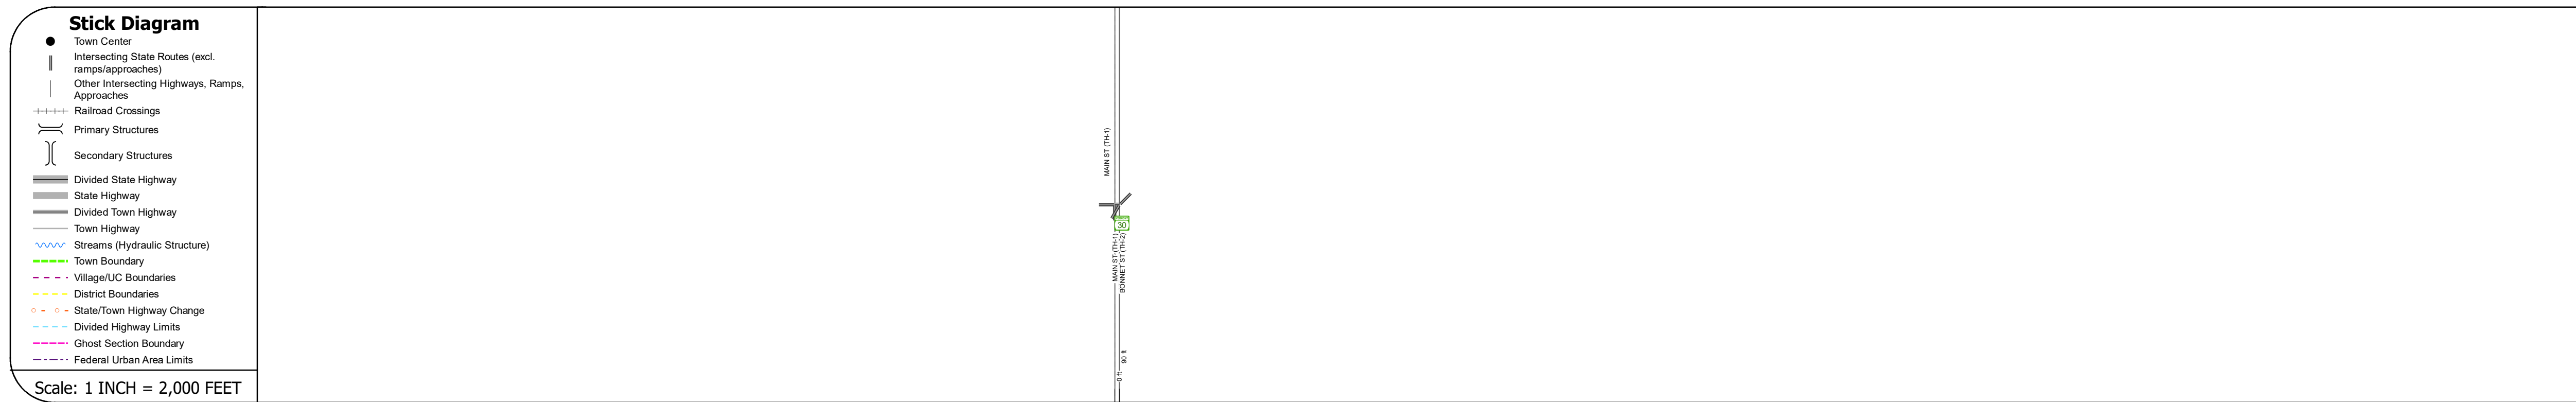 Stick Diagram
Town Center
Intersecting State Routes (excl.
ramps/approaches)
Other Intersecting Highways, Ramps,
Approaches
Railroad Crossings
Primary Structures
Secondary Structures
Divided State Highway
State Highway
Divided Town Highway
Town Highway
Streams (Hydraulic Structure)
Town Boundary
Village/UC Boundaries
District Boundaries
State/Town Highway Change
Divided Highway Limits
Ghost Section Boundary
Federal Urban Area Limits
Scale: 1 INCH = 2,000 FEET
MAIN ST (TH-1)
30
MAIN ST (TH-1)
BONNET ST (TH-2)
90 ft
0 ft